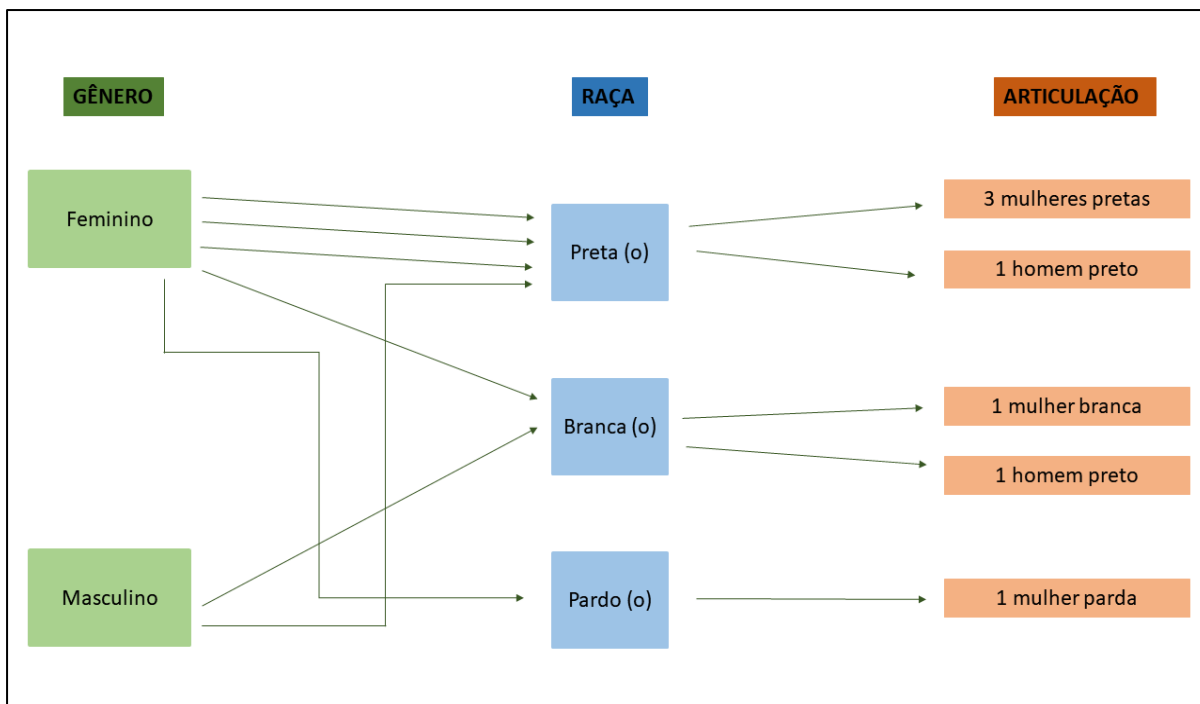 GÊNERO
RAÇA
ARTICULAÇÃO
Feminino
Preta (o)
3 mulheres pretas
1 homem preto
Branca (o)
1 mulher branca
1 homem preto
Masculino
Pardo (o)
1 mulher parda